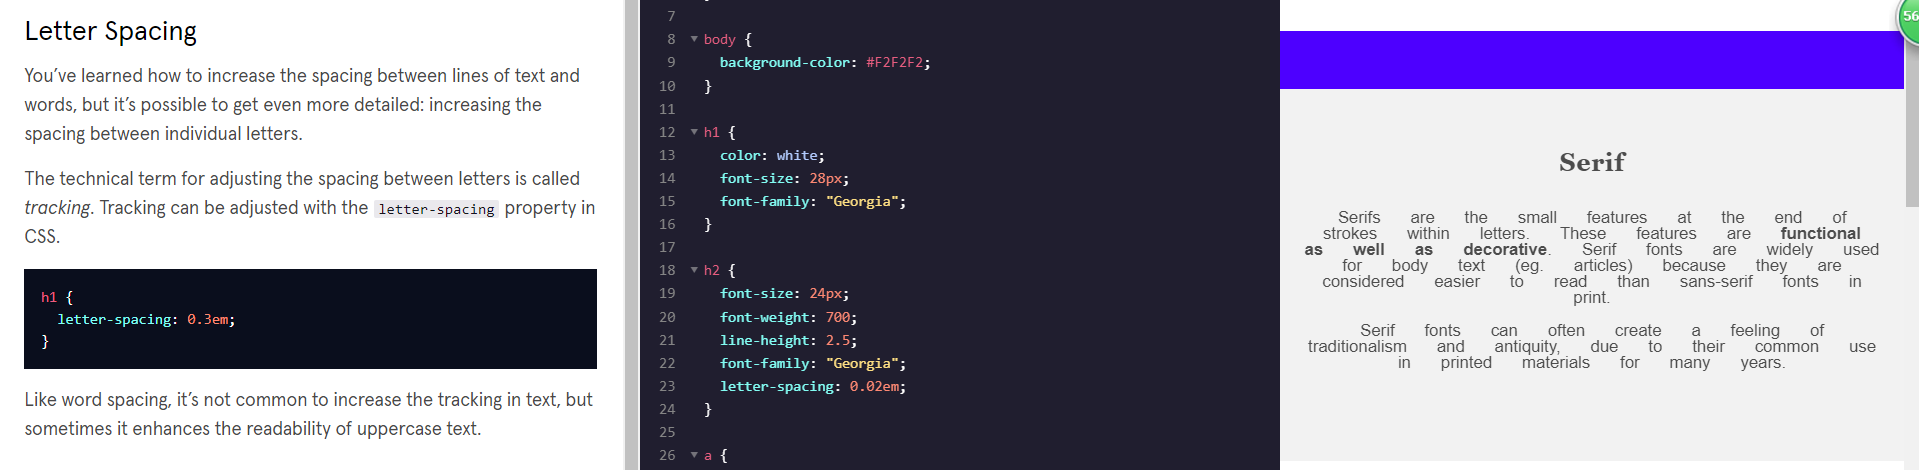 Letter Spacing
You’ve learned how to increase the spacing between lines of text and
words, but it’s possible to get even more detailed: increasing the
spacing between individual letters.
The technical term for adjusting the spacing between letters is called
tracking. Tracking can be adjusted with the letter-spacing property in
CSS.
h1 {
letter-spacing: 0.3em;
}
Like word spacing, it’s not common to increase the tracking in text, but
sometimes it enhances the readability of uppercase text.
7
8 body {
9 background-color: #F2F2F2;
10 }
11
12 h1 {
13 color: white;
14 font-size: 28px;
15 font-family: "Georgia";
16 }
17
18 h2 {
19 font-size: 24px;
20 font-weight: 700;
21 line-height: 2.5;
22 font-family: "Georgia";
23 letter-spacing: 0.02em;
24 }
25
26 a {
56
Serif
Serifs are the small features at the end of
strokes within letters. These features are functional
as well as decorative. Serif fonts are widely used
for body text (eg. articles) because they are
considered easier to read than sans-serif fonts in
print.
Serif fonts can often create a feeling of
traditionalism and antiquity, due to their common use
in printed materials for many years.